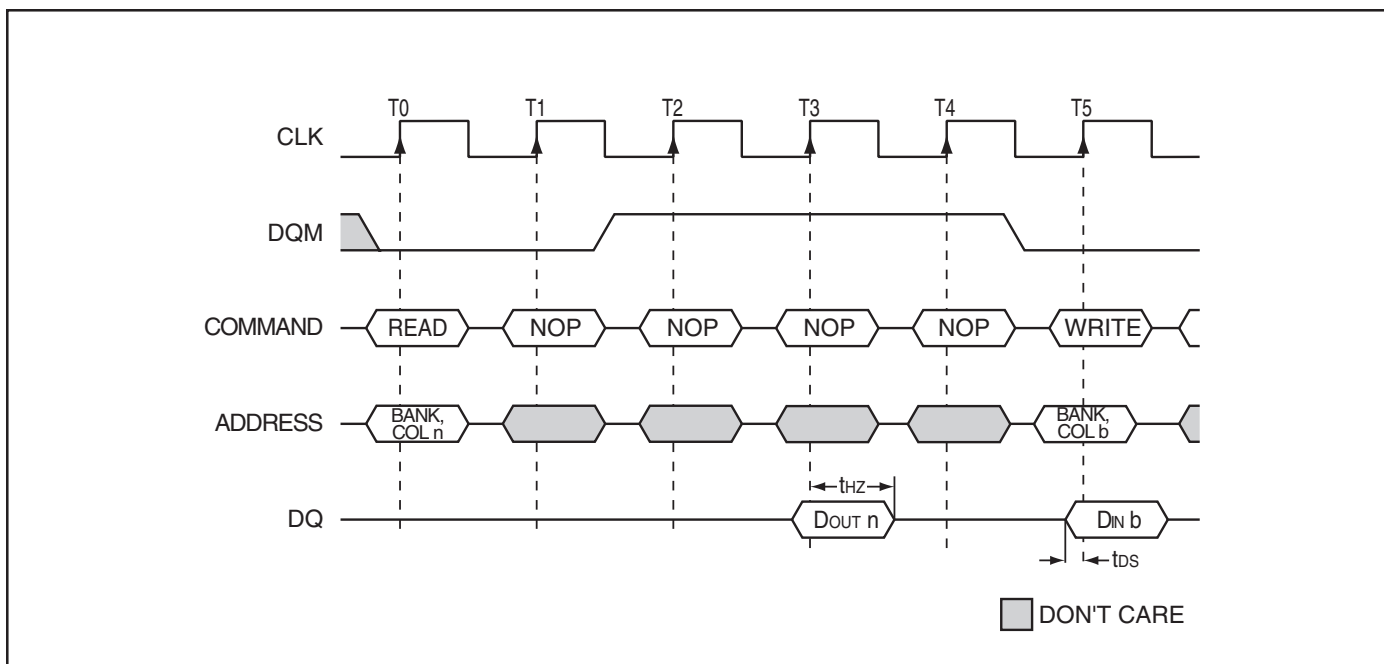 T0 T1 T2 T3 T4 T5
CLK
DQM
COMMAND READ NOP NOP NOP NOP WRITE
ADDRESS BANK, COL n BANK, COL b
tHZ
DQ DOUT n DIN b
tDS
DON'T CARE